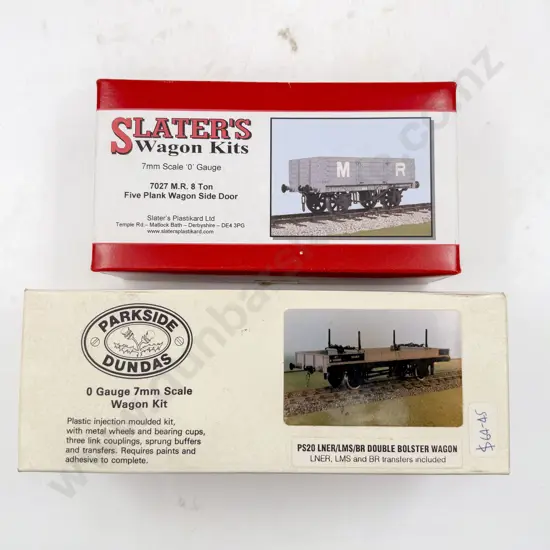 SLATER'S
Wagon Kits
7mm Scale 'O' Gauge
7027 M.R. 8 Ton
Five Plank Wagon Side Door
Slater's Plastikard Ltd
Temple Rd.– Matlock Bath – Derbyshire – DE4 3PG
www.slatersplastikard.com
M R
PARKSIDE
DUNDAS
0 Gauge 7mm Scale
Wagon Kit
Plastic injection moulded kit,
with metal wheels and bearing cups,
three link couplings, sprung buffers
and transfers. Requires paints and
adhesive to complete.
PS20 LNER/LMS/BR DOUBLE BOLSTER WAGON
LNER, LMS and BR transfers included
$64-45